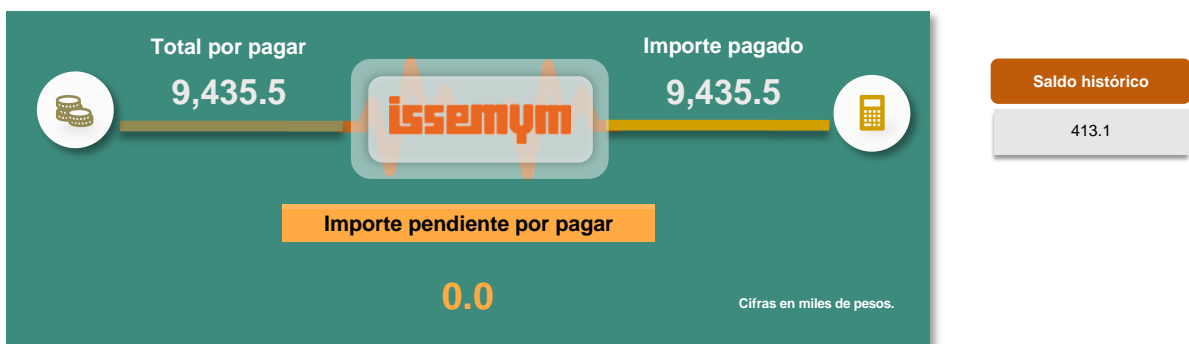 Total por pagar
9,435.5
issemym
Importe pagado
9,435.5
Importe pendiente por pagar
0.0
Cifras en miles de pesos.
Saldo histórico
413.1